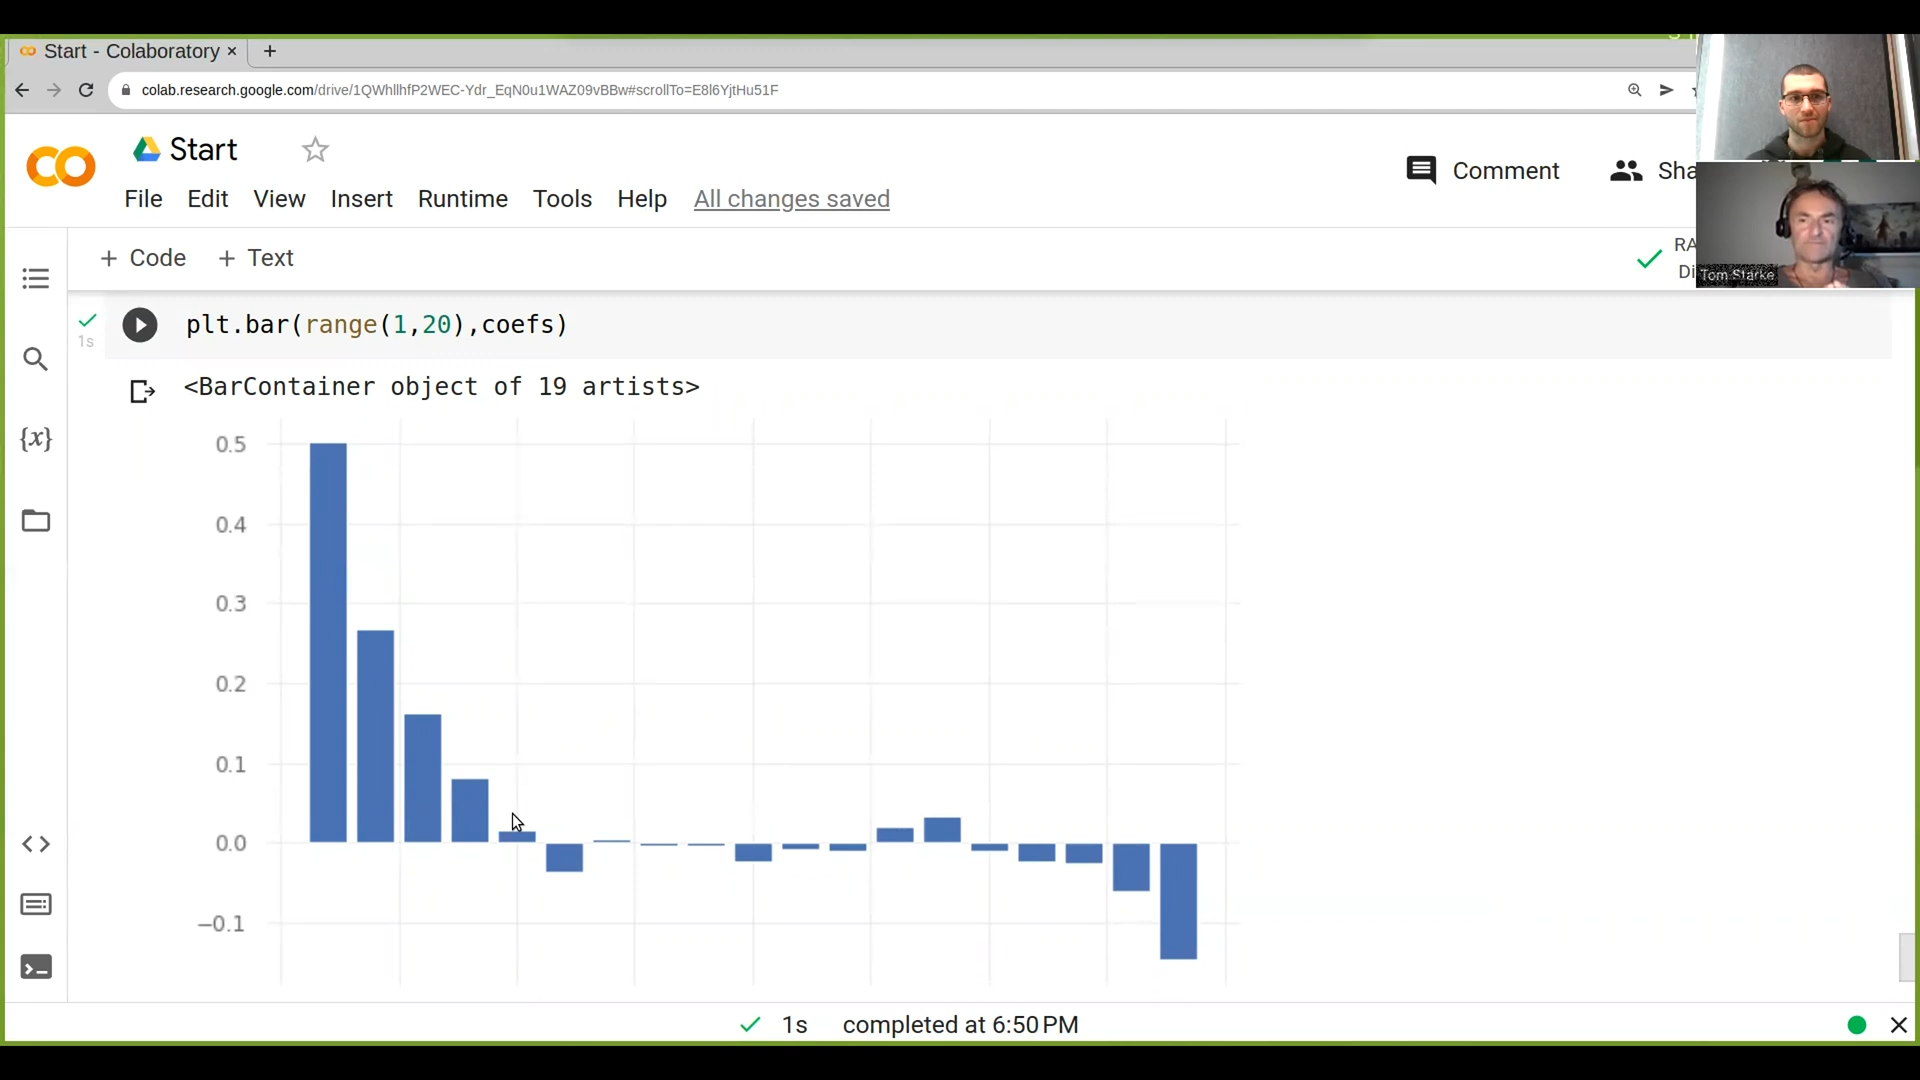 Start - Colaboratory × +
colab.research.google.com/drive/1QWhllhfP2WEC-Ydr_EqN0u1WAZ09vBBw#scrollTo=E8l6YjtHu51F
Start
Comment
Sha
File Edit View Insert Runtime Tools Help All changes saved
+ Code + Text
RA
Di
Tom Starke
1s
plt.bar(range(1,20),coefs)
<BarContainer object of 19 artists>
{x}
0.5
0.4
0.3
0.2
0.1
0.0
−0.1
1s completed at 6:50 PM